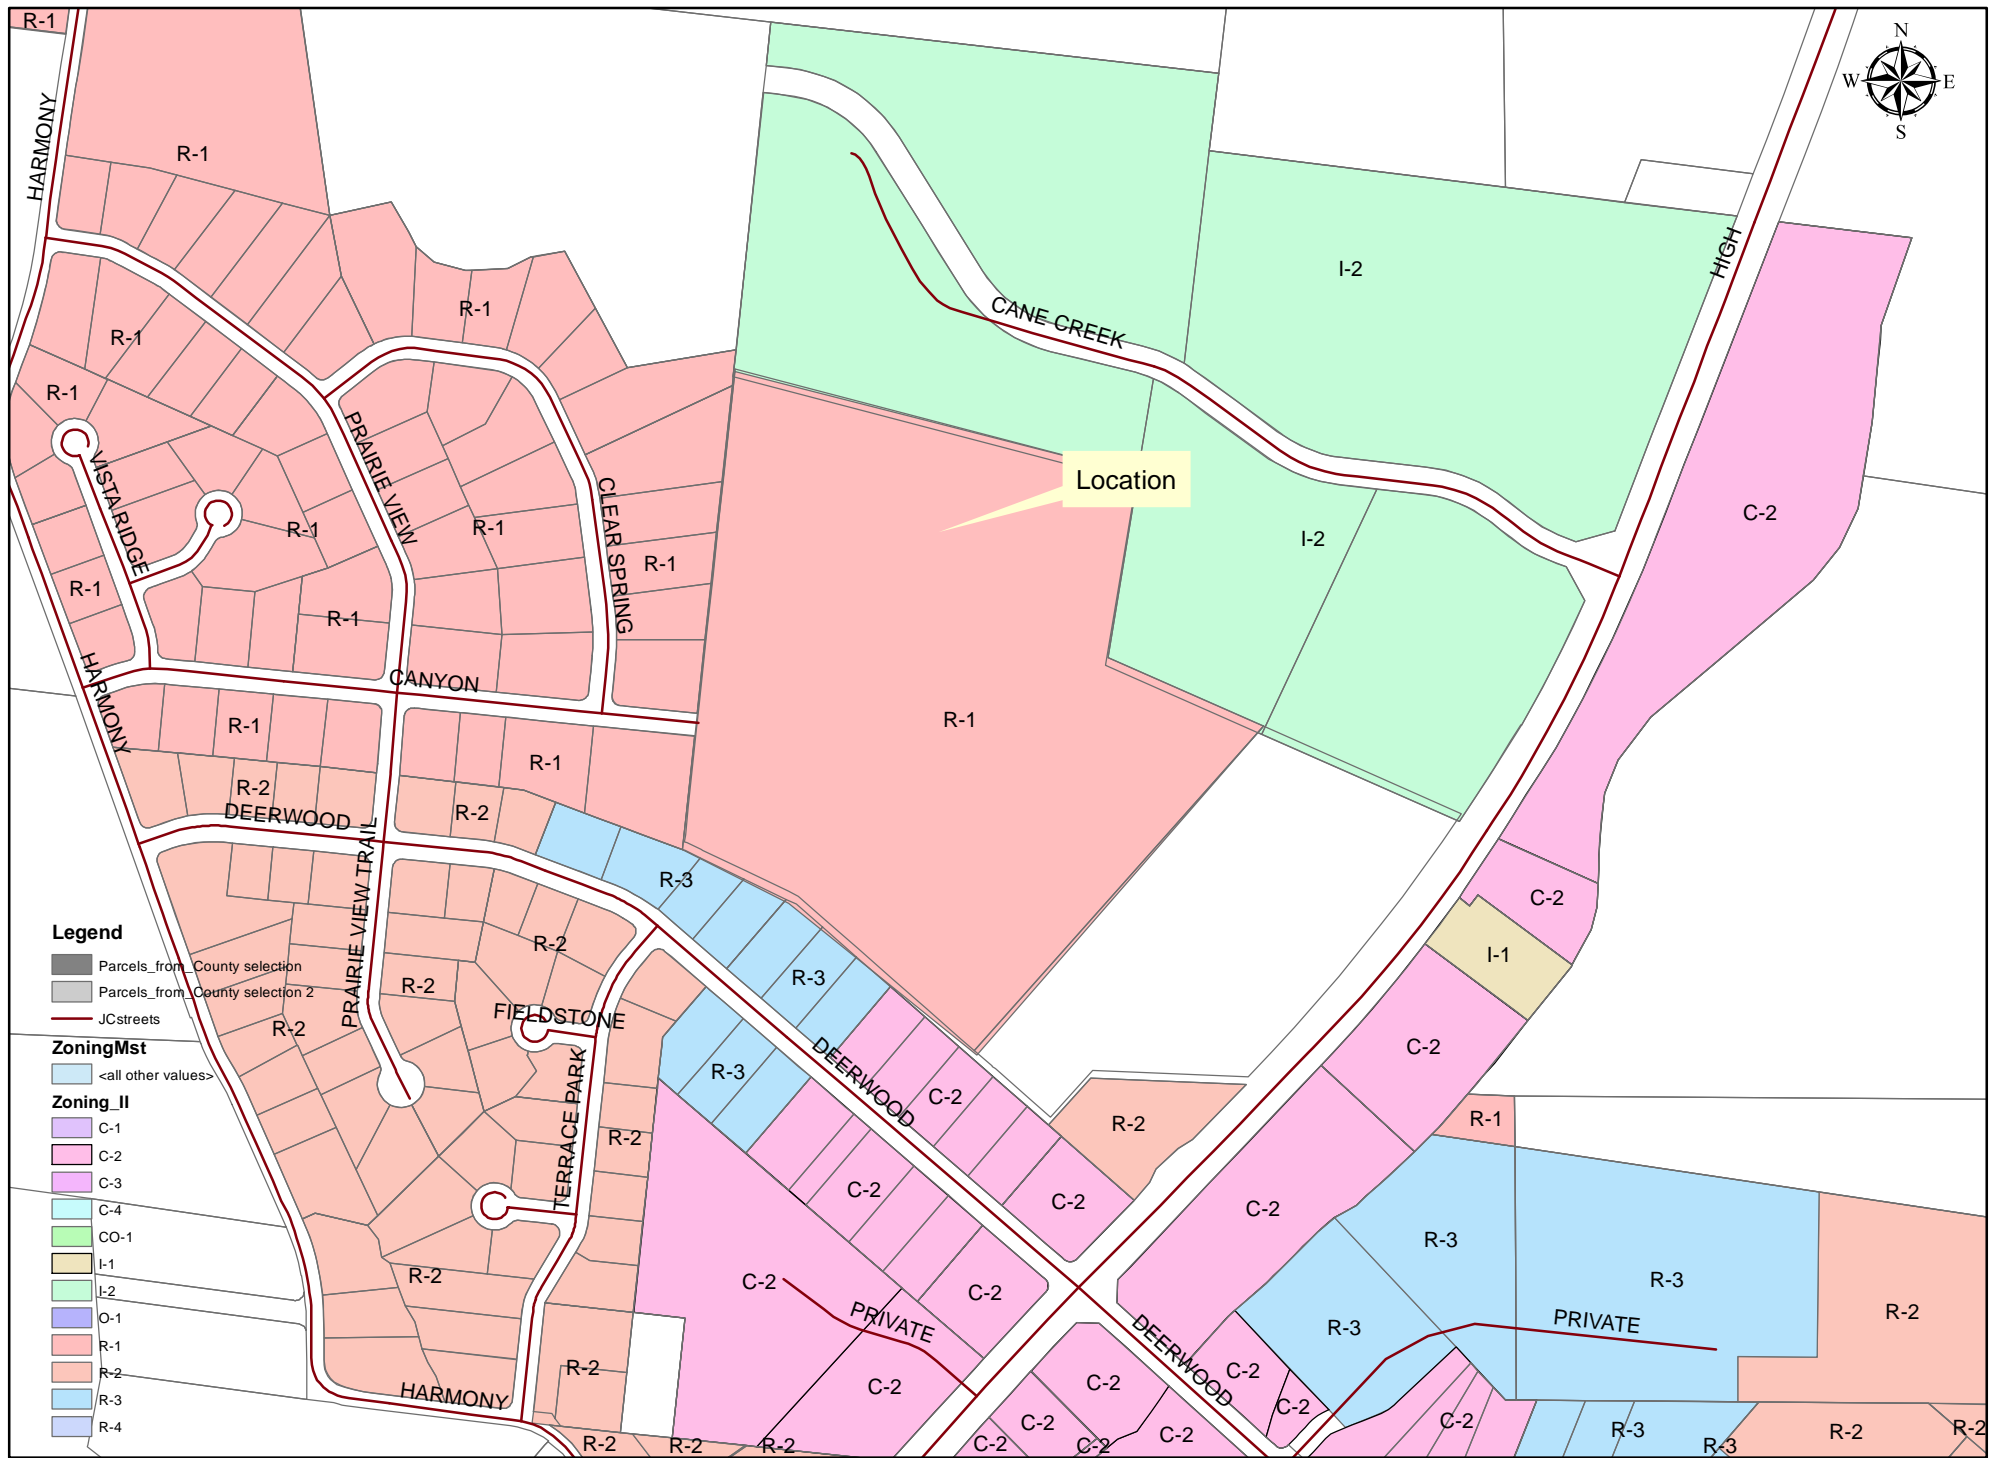 R-1
N
W E
S
HARMONY
R-1
HIGH
I-2
R-1
CANE CREEK
R-1
R-1
PRAIRIE VIEW
Location
VISTA RIDGE
CLEAR SPRING
C-2
R-1
R-1
I-2
R-1
R-1
R-1
HARMONY
CANYON
R-1
R-1
R-1
R-2
R-2
DEERWOOD
PRAIRIE VIEW TRAIL
R-3
C-2
R-2
I-1
R-3
R-2
FIELDSTONE
R-2
DEERWOOD
C-2
R-3
C-2
TERRACE PARK
R-2
R-2
R-1
C-2
C-2
C-2
R-3
R-3
C-2
C-2
R-2
PRIVATE
R-2
R-3
PRIVATE
DEERWOOD
R-2
C-2
C-2
C-2
C-2
HARMONY
C-2
C-2
C-2
R-3
R-2
R-2
R-2
R-2
R-2
C-2
C-2
C-2
R-3
Legend
Parcels_from_County selection
Parcels_from_County selection 2
JCstreets
ZoningMst
<all other values>
Zoning_II
C-1
C-2
C-3
C-4
CO-1
I-1
I-2
O-1
R-1
R-2
R-3
R-4